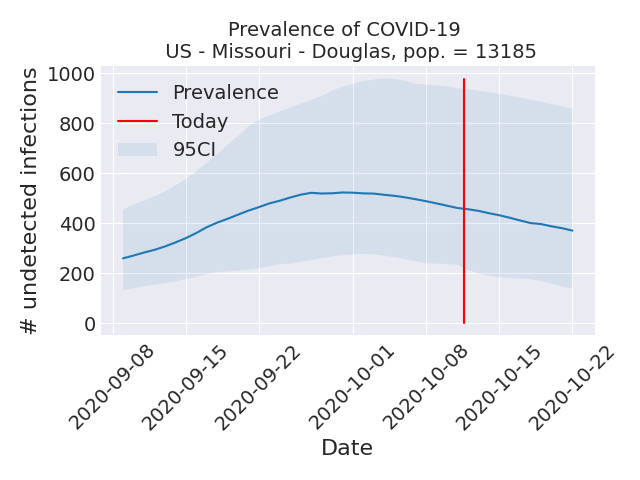 Prevalence of COVID-19
US - Missouri - Douglas, pop. = 13185
# undetected infections
1000
800
600
400
200
0
Prevalence
Today
95CI
2020-09-08
2020-09-15
2020-09-22
2020-10-01
2020-10-08
2020-10-15
2020-10-22
Date